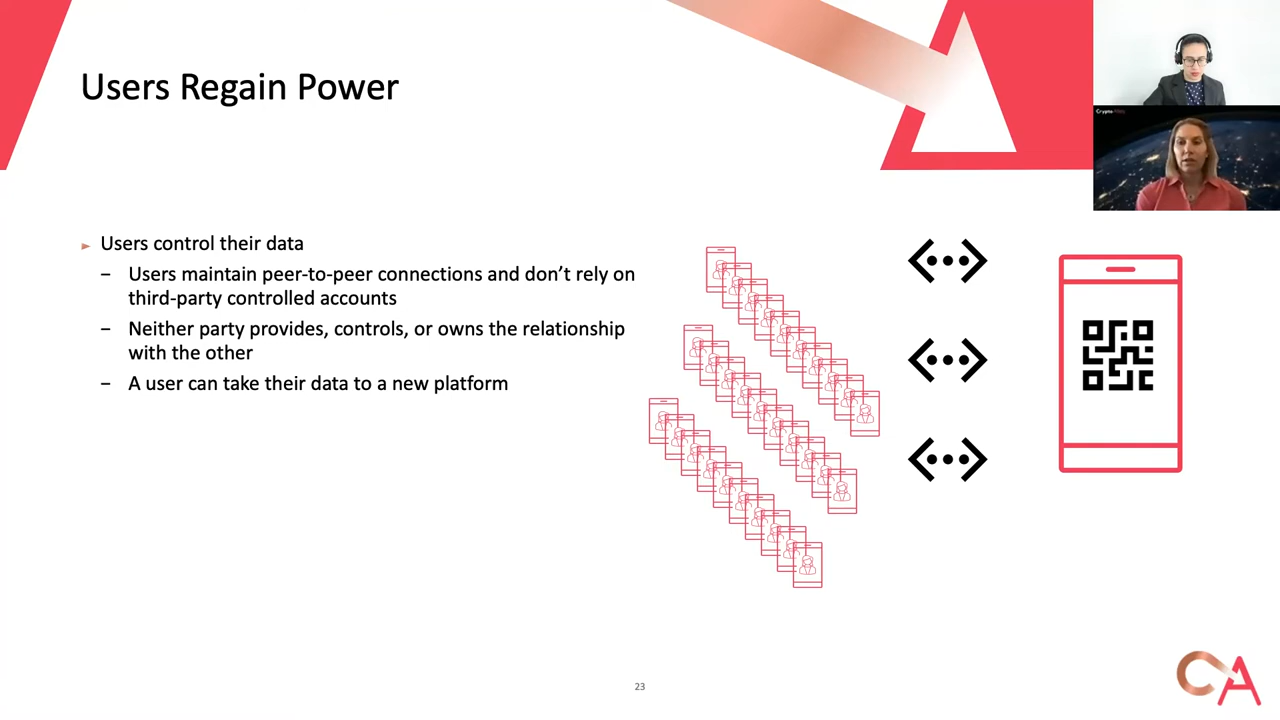 Users Regain Power
Users control their data
– Users maintain peer-to-peer connections and don’t rely on
third-party controlled accounts
– Neither party provides, controls, or owns the relationship
with the other
– A user can take their data to a new platform
23
CA